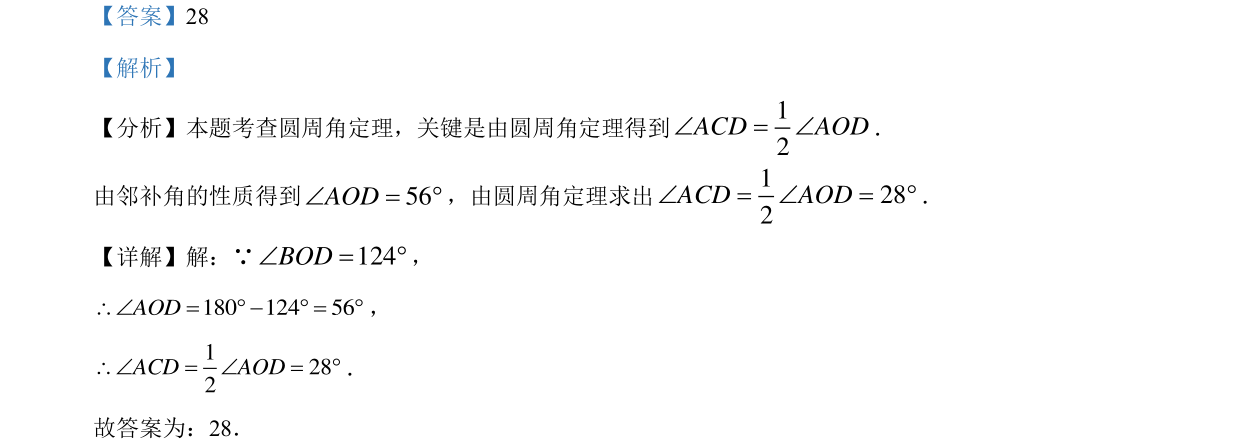 【答案】28
【解析】
【分析】本题考查圆周角定理，关键是由圆周角定理得到∠ACD = 1/2 ∠AOD．
由邻补角的性质得到∠AOD = 56°，由圆周角定理求出∠ACD = 1/2 ∠AOD = 28°．
【详解】解：∵ ∠BOD = 124°，
∴∠AOD = 180° − 124° = 56°，
∴∠ACD = 1/2 ∠AOD = 28°．
故答案为：28．